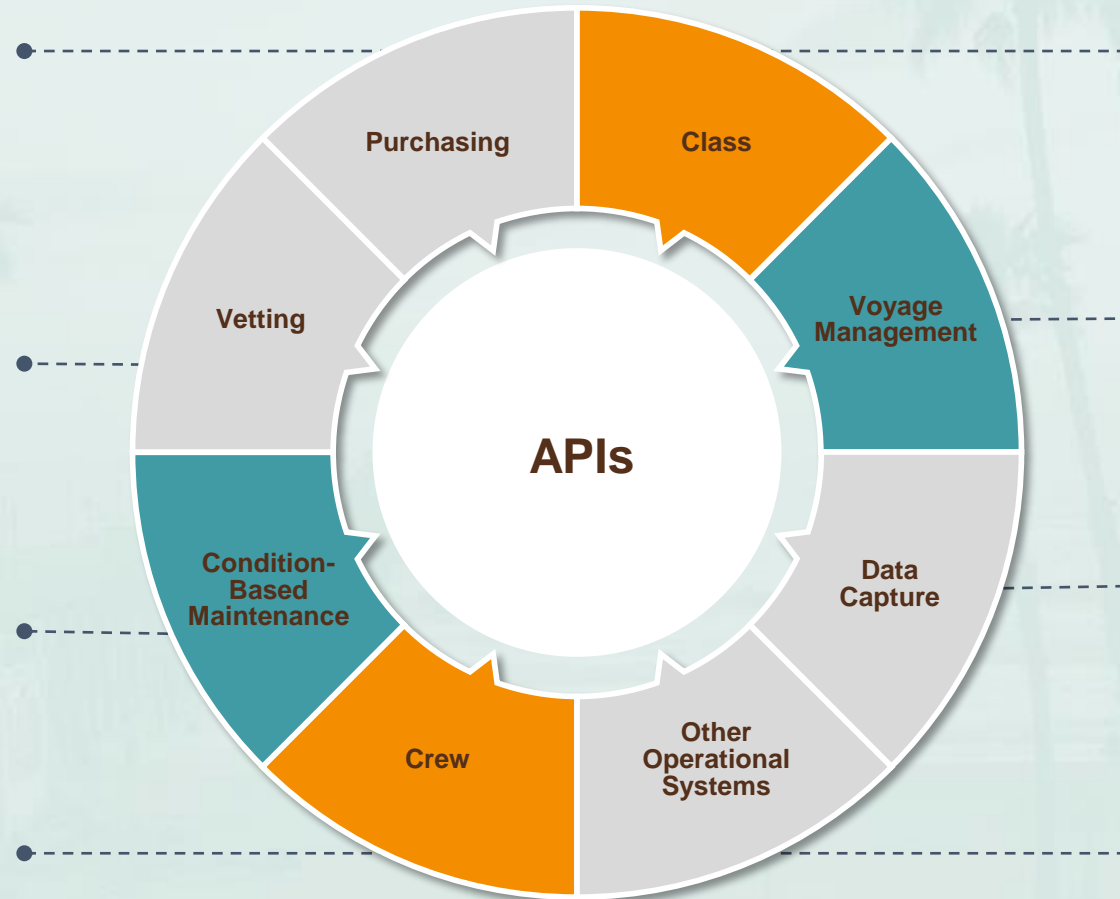 Purchasing
Class
Vetting
Voyage
Management
APIs
Condition-
Based
Maintenance
Data
Capture
Crew
Other
Operational
Systems